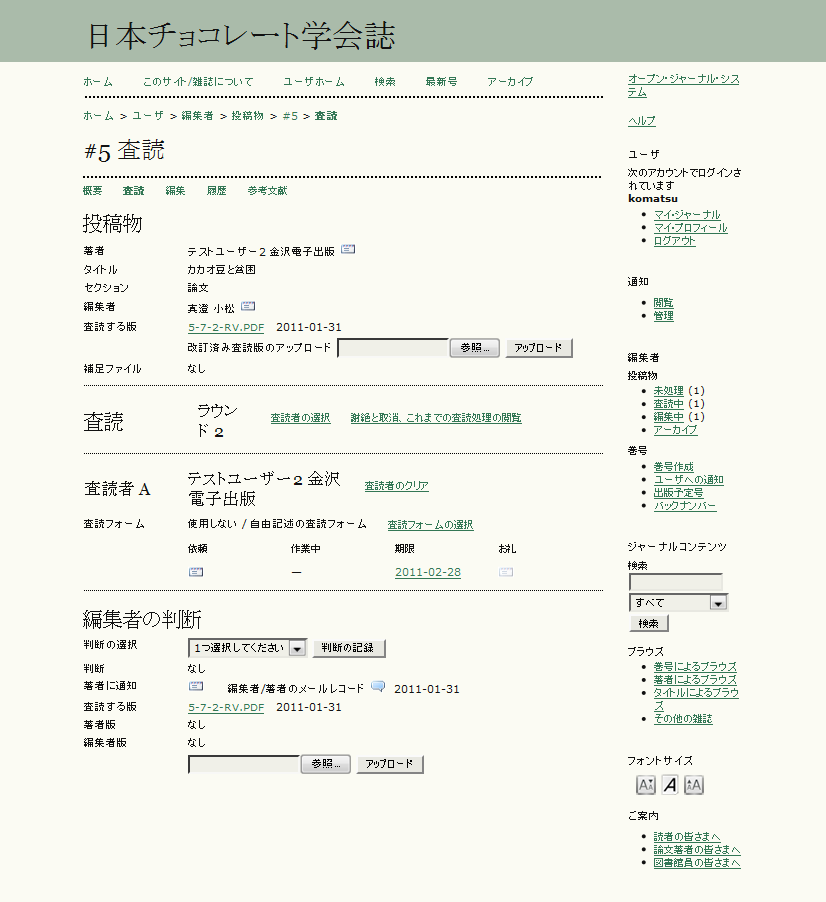 日本チョコレート学会誌
ホーム このサイト/雑誌について ユーザホーム 検索 最新号 アーカイブ
ホーム > ユーザ > 編集者 > 投稿物 > #5 > 査読
#5 査読
概要 査読 編集 履歴 参考文献
投稿物
著者 テストユーザー2 金沢電子出版
タイトル カカオ豆と貧困
セクション 論文
編集者 真澄 小松
査読する版 5-7-2-RV.PDF 2011-01-31
改訂済み査読版のアップロード 参照... アップロード
補足ファイル なし
査読 ラウンド 2 査読者の選択 謝絶と取消、これまでの査読処理の閲覧
査読者 A テストユーザー2 金沢電子出版 査読者のクリア
査読フォーム 使用しない / 自由記述の査読フォーム 査読フォームの選択
依頼 作業中 期限 お礼
— 2011-02-28
編集者の判断
判断の選択 1つ選択してください 判断の記録
判断 なし
著者に通知 編集者/著者のメールレコード 2011-01-31
査読する版 5-7-2-RV.PDF 2011-01-31
著者版 なし
編集者版 なし
参照... アップロード
オープン・ジャーナル・システム
ヘルプ
ユーザ
次のアカウントでログインされています
komatsu
マイ・ジャーナル
マイ・プロフィール
ログアウト
通知
閲覧
管理
編集者
投稿物
未処理 (1)
査読中 (1)
編集中 (1)
アーカイブ
巻号
巻号作成
ユーザへの通知
出版予定号
バックナンバー
ジャーナルコンテンツ
検索
すべて
検索
ブラウズ
巻号によるブラウズ
著者によるブラウズ
タイトルによるブラウズ
その他の雑誌
フォントサイズ
ご案内
読者の皆さまへ
論文著者の皆さまへ
図書館員の皆さまへ